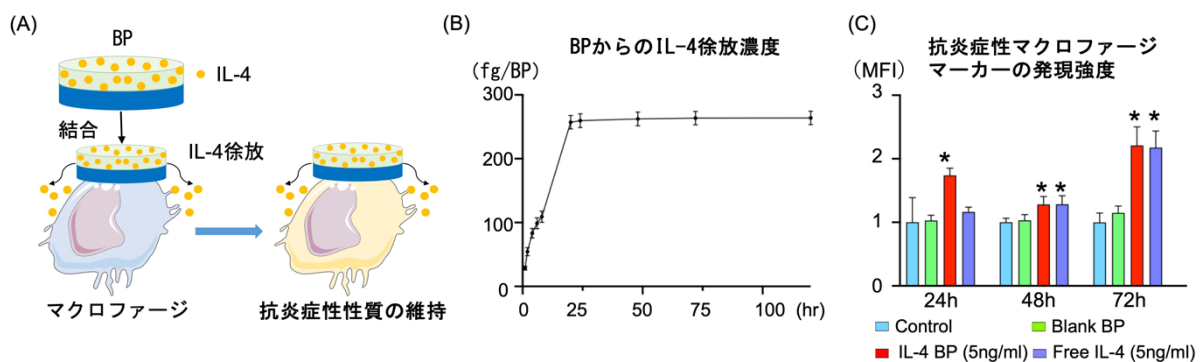 (A)
BP
IL-4
結合
IL-4徐放
マクロファージ
抗炎症性性質の維持
(B)
BPからのIL-4徐放濃度
(fg/BP)
300
200
100
0
0
25
50
75
100
(hr)
(C)
抗炎症性マクロファージ
マーカーの発現強度
(MFI)
3
2
1
0
*
* *
* *
24h
48h
72h
Control
Blank BP
IL-4 BP (5ng/ml)
Free IL-4 (5ng/ml)